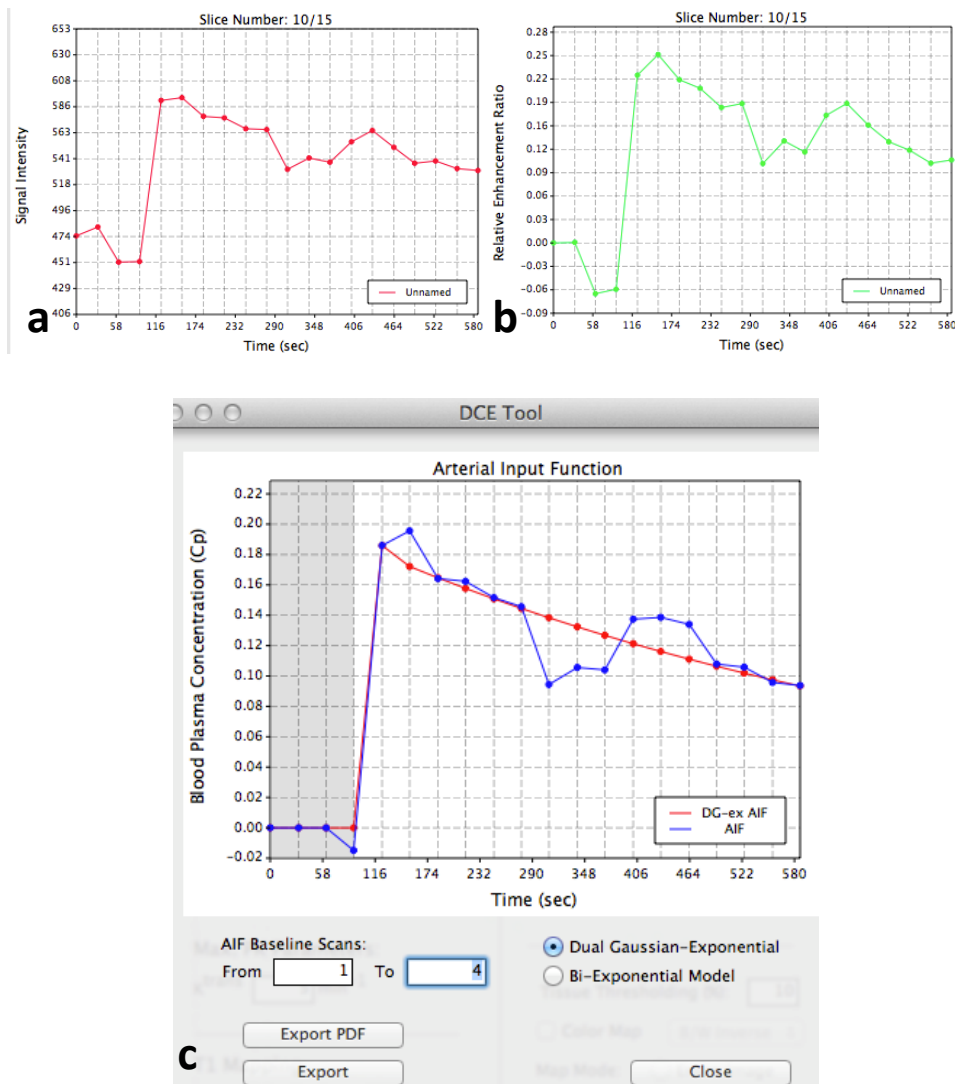 Slice Number: 10/15
653
630
608
586
563
541
518
496
474
451
429
406
Signal Intensity
0 58 116 174 232 290 348 406 464 522 580
Time (sec)
Unnamed
a
Slice Number: 10/15
0.28
0.25
0.22
0.19
0.16
0.12
0.09
0.06
0.03
0.00
-0.03
-0.06
-0.09
Relative Enhancement Ratio
0 58 116 174 232 290 348 406 464 522 580
Time (sec)
Unnamed
b
DCE Tool
Arterial Input Function
0.22
0.20
0.18
0.16
0.14
0.12
0.10
0.08
0.06
0.04
0.02
0.00
-0.02
Blood Plasma Concentration (Cp)
0 58 116 174 232 290 348 406 464 522 580
Time (sec)
DG-ex AIF
AIF
AIF Baseline Scans:
From 1 To 4
Dual Gaussian-Exponential
Bi-Exponential Model
Tissue Thresholding (%): 10
Color Map
Export PDF
Export
Map Mode:
Close
c